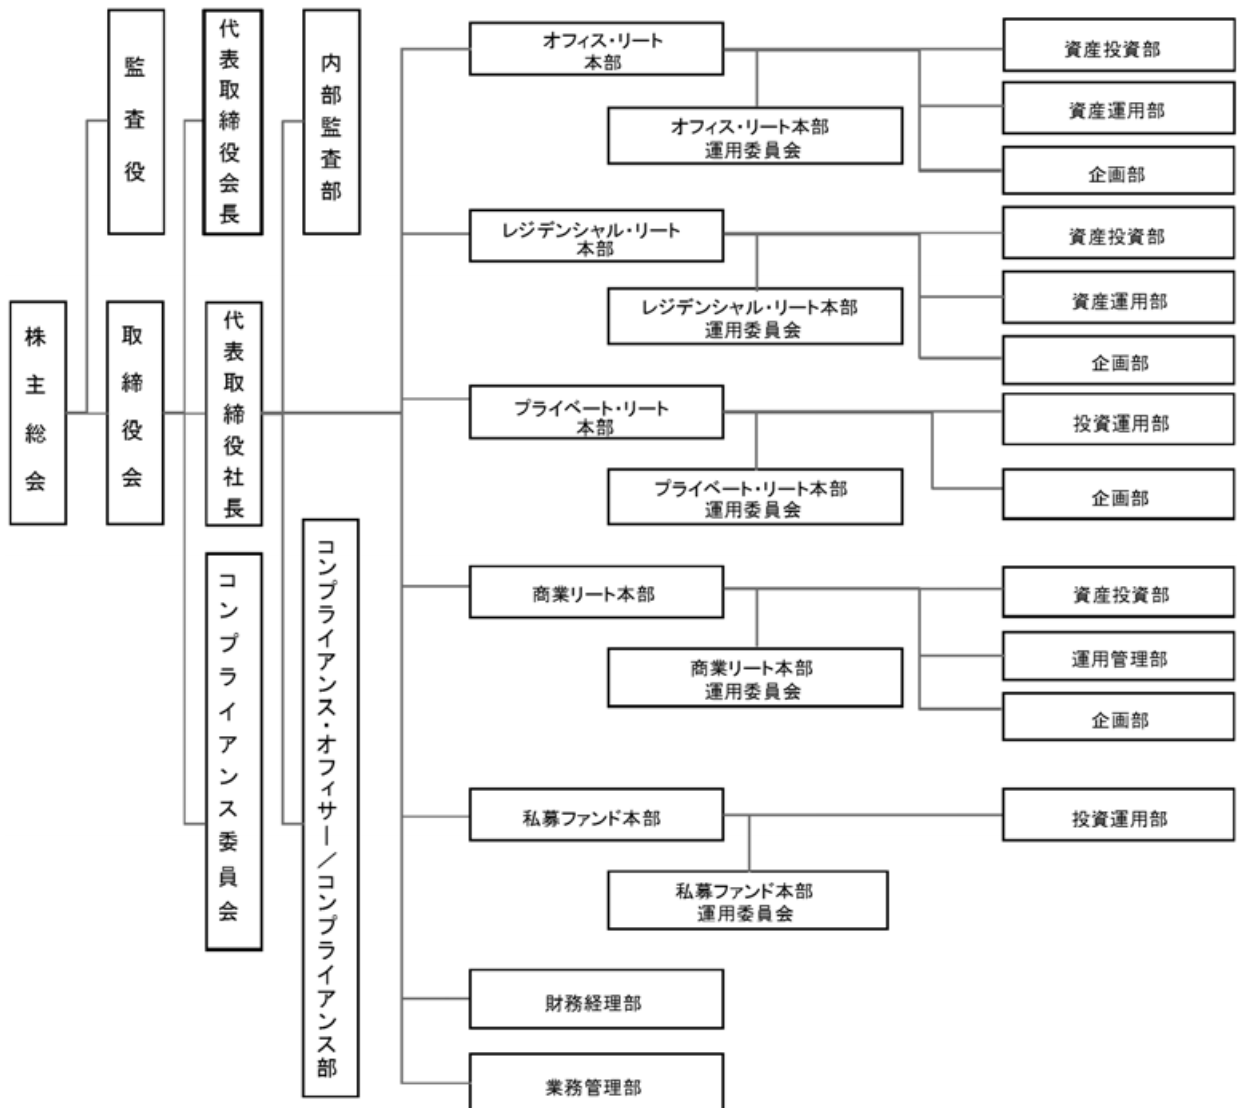 株主総会
監査役
取締役会
代表取締役会長
代表取締役社長
コンプライアンス委員会
内部監査部
コンプライアンス・オフィサー/コンプライアンス部
オフィス・リート
本部
オフィス・リート本部
運用委員会
資産投資部
資産運用部
企画部
レジデンシャル・リート
本部
レジデンシャル・リート本部
運用委員会
資産投資部
資産運用部
企画部
プライベート・リート
本部
プライベート・リート本部
運用委員会
投資運用部
企画部
商業リート本部
商業リート本部
運用委員会
資産投資部
運用管理部
企画部
私募ファンド本部
私募ファンド本部
運用委員会
投資運用部
財務経理部
業務管理部